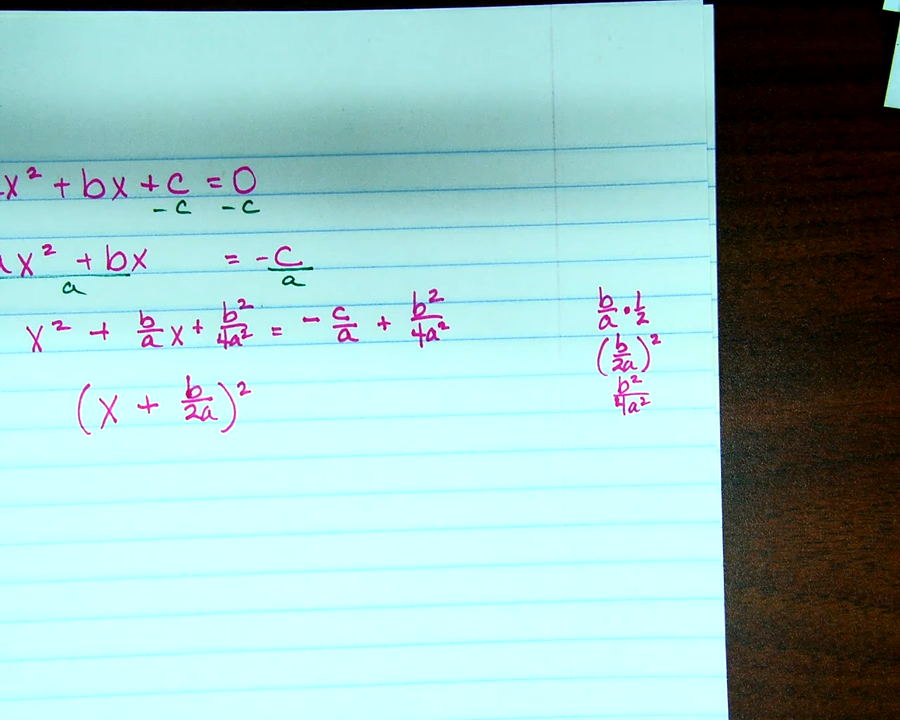 x² + bx + c = 0
- c - c
x² + bx = -c
a a
x² + b/a x + b²/4a² = - c/a + b²/4a²
(x + b/2a)²
b/a · 1/2
(b/2a)²
b²/4a²